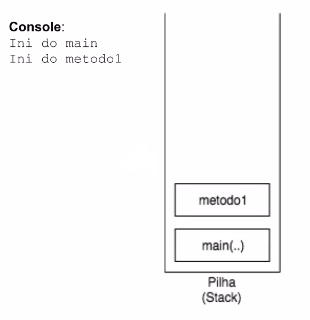 Console:
Ini do main
Ini do metodo1
metodo1
main(..)
Pilha
(Stack)